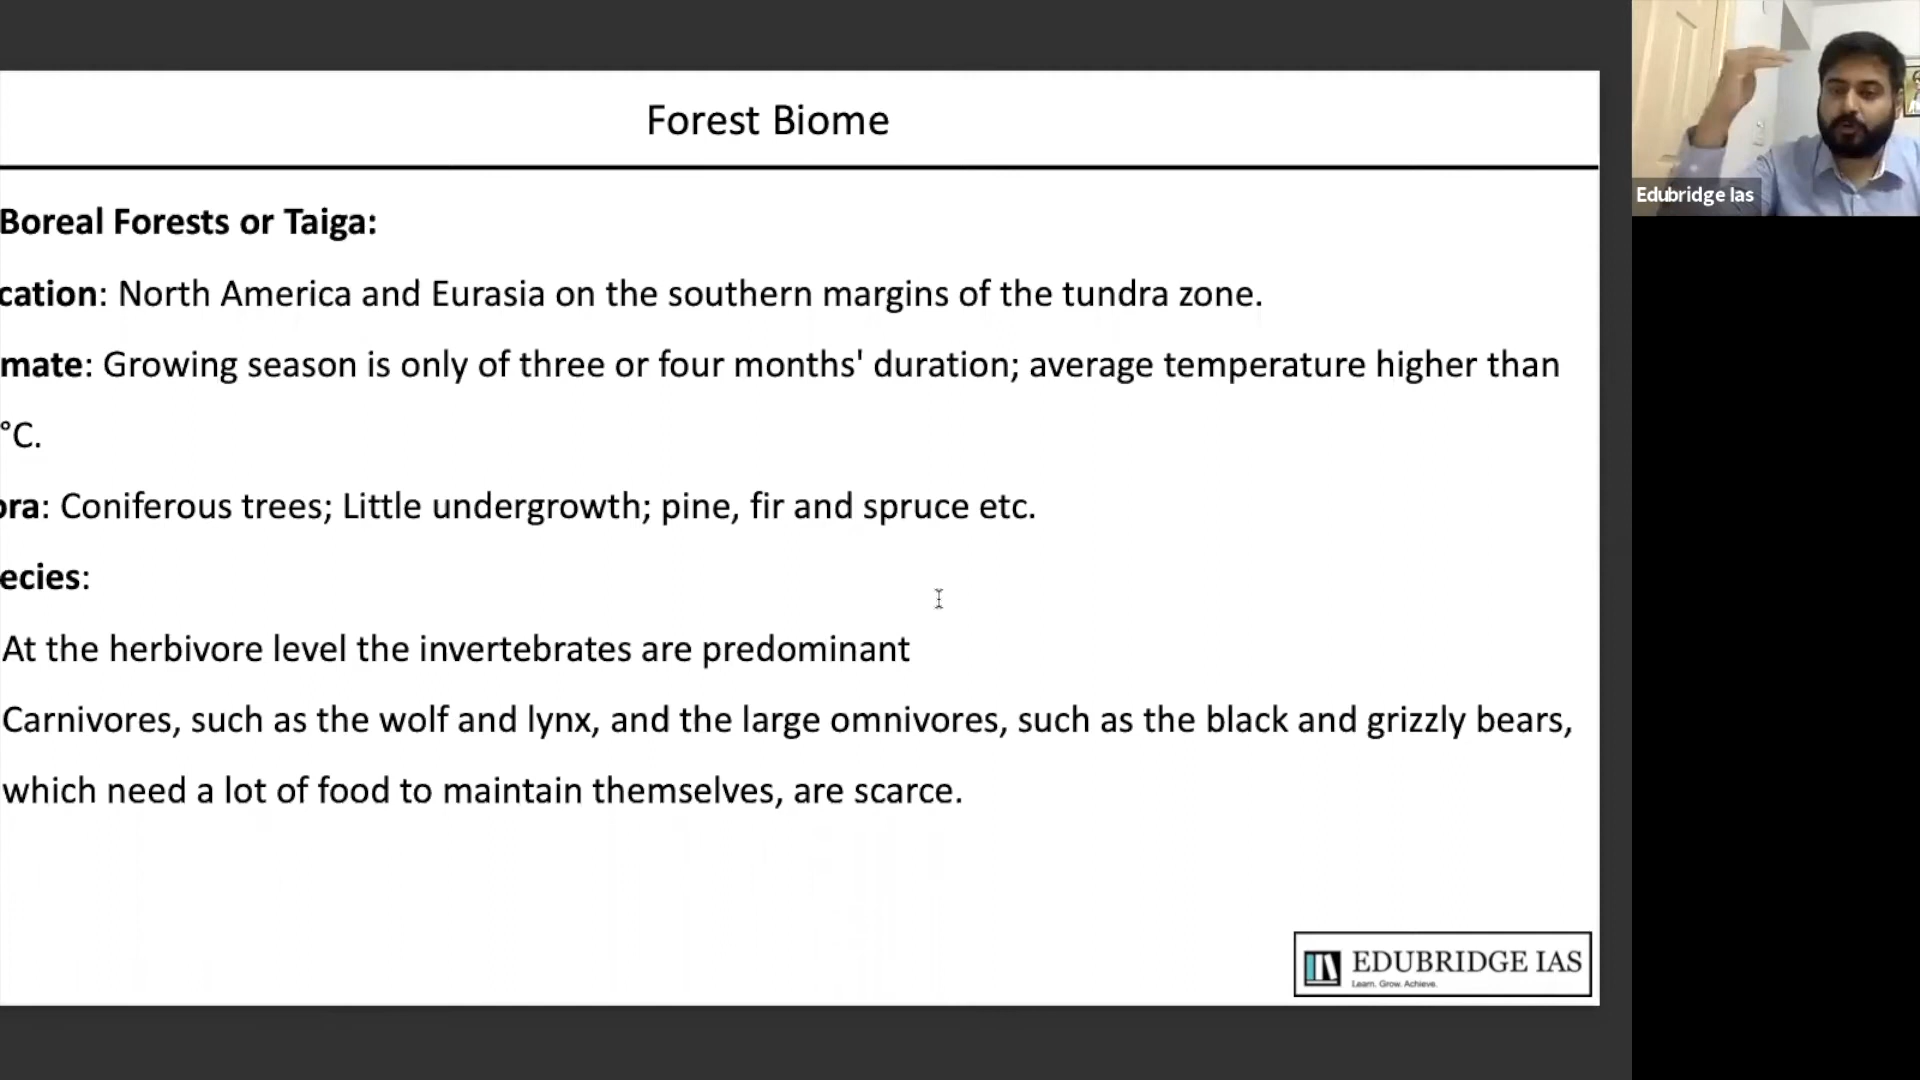 Forest Biome
Boreal Forests or Taiga:
cation: North America and Eurasia on the southern margins of the tundra zone.
mate: Growing season is only of three or four months' duration; average temperature higher than
°C.
ora: Coniferous trees; Little undergrowth; pine, fir and spruce etc.
ecies:
At the herbivore level the invertebrates are predominant
Carnivores, such as the wolf and lynx, and the large omnivores, such as the black and grizzly bears,
which need a lot of food to maintain themselves, are scarce.
EDUBRIDGE IAS
Learn. Grow. Achieve.
Edubridge Ias